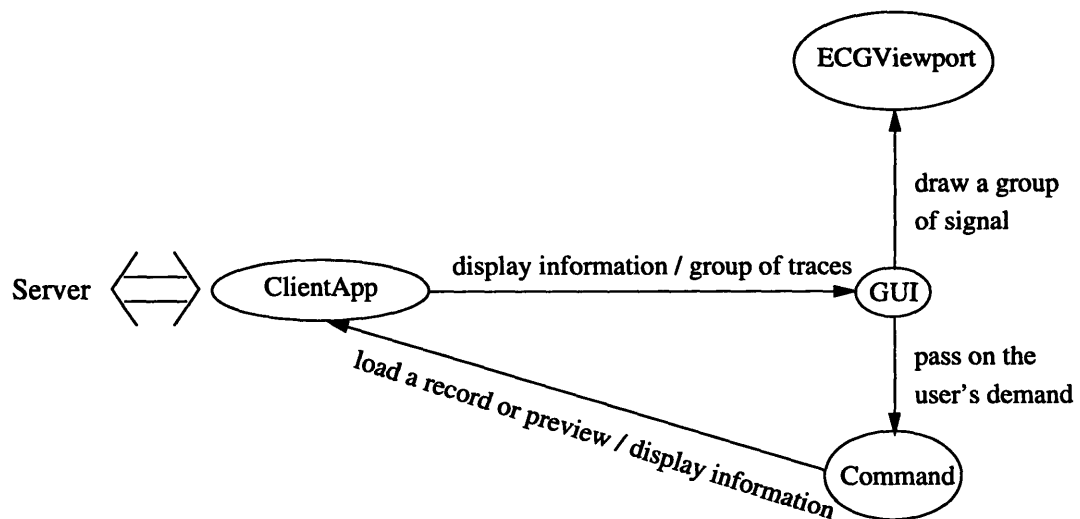 ECGViewport
draw a group
of signal
Server
ClientApp
display information / group of traces
GUI
load a record or preview / display information
pass on the
user's demand
Command